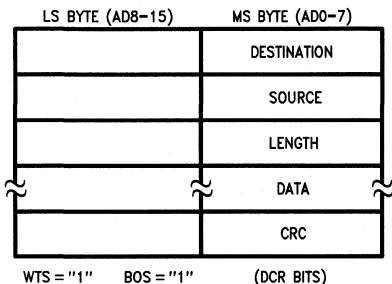 LS BYTE (AD8-15) MS BYTE (AD0-7)
DESTINATION
SOURCE
LENGTH
DATA
CRC
WTS = "1" BOS = "1" (DCR BITS)